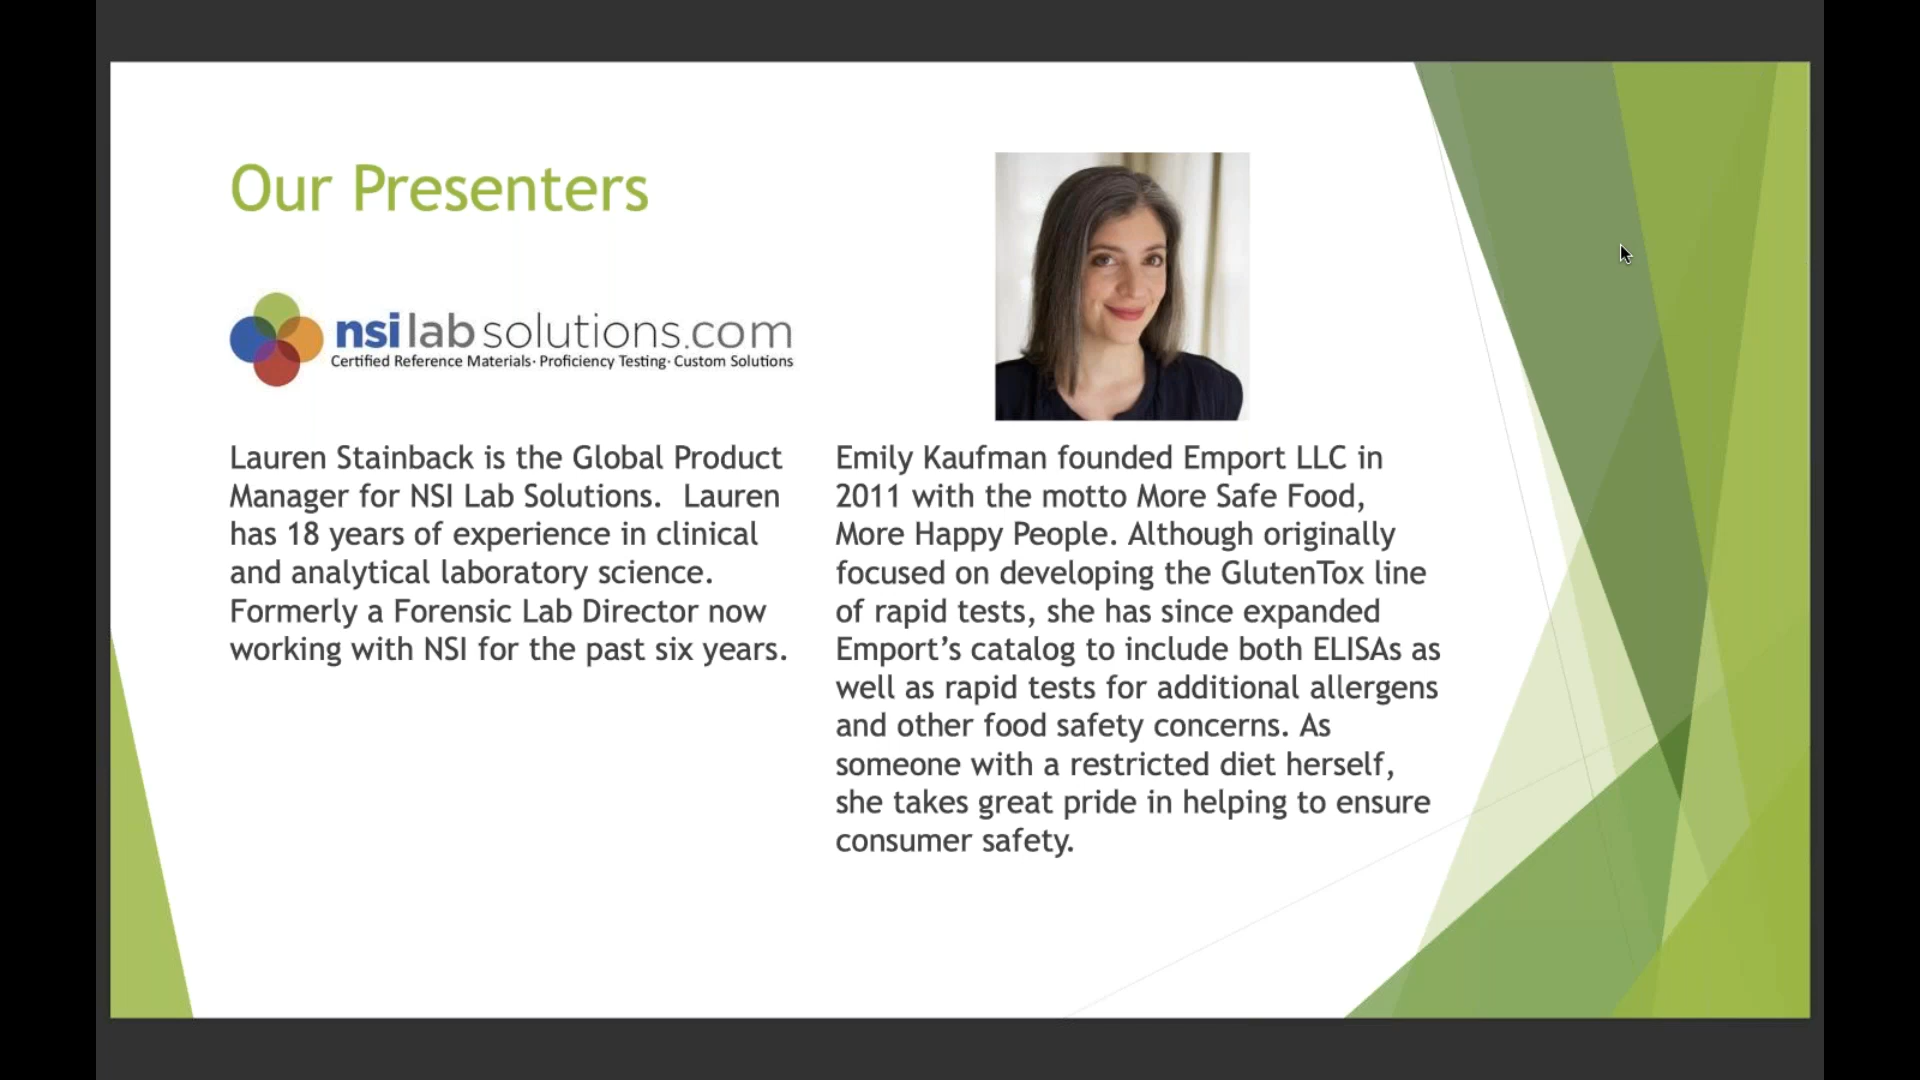 Our Presenters
nsi lab solutions.com
Certified Reference Materials· Proficiency Testing· Custom Solutions
Lauren Stainback is the Global Product
Manager for NSI Lab Solutions.  Lauren
has 18 years of experience in clinical
and analytical laboratory science.
Formerly a Forensic Lab Director now
working with NSI for the past six years.
Emily Kaufman founded Emport LLC in
2011 with the motto More Safe Food,
More Happy People. Although originally
focused on developing the GlutenTox line
of rapid tests, she has since expanded
Emport’s catalog to include both ELISAs as
well as rapid tests for additional allergens
and other food safety concerns. As
someone with a restricted diet herself,
she takes great pride in helping to ensure
consumer safety.